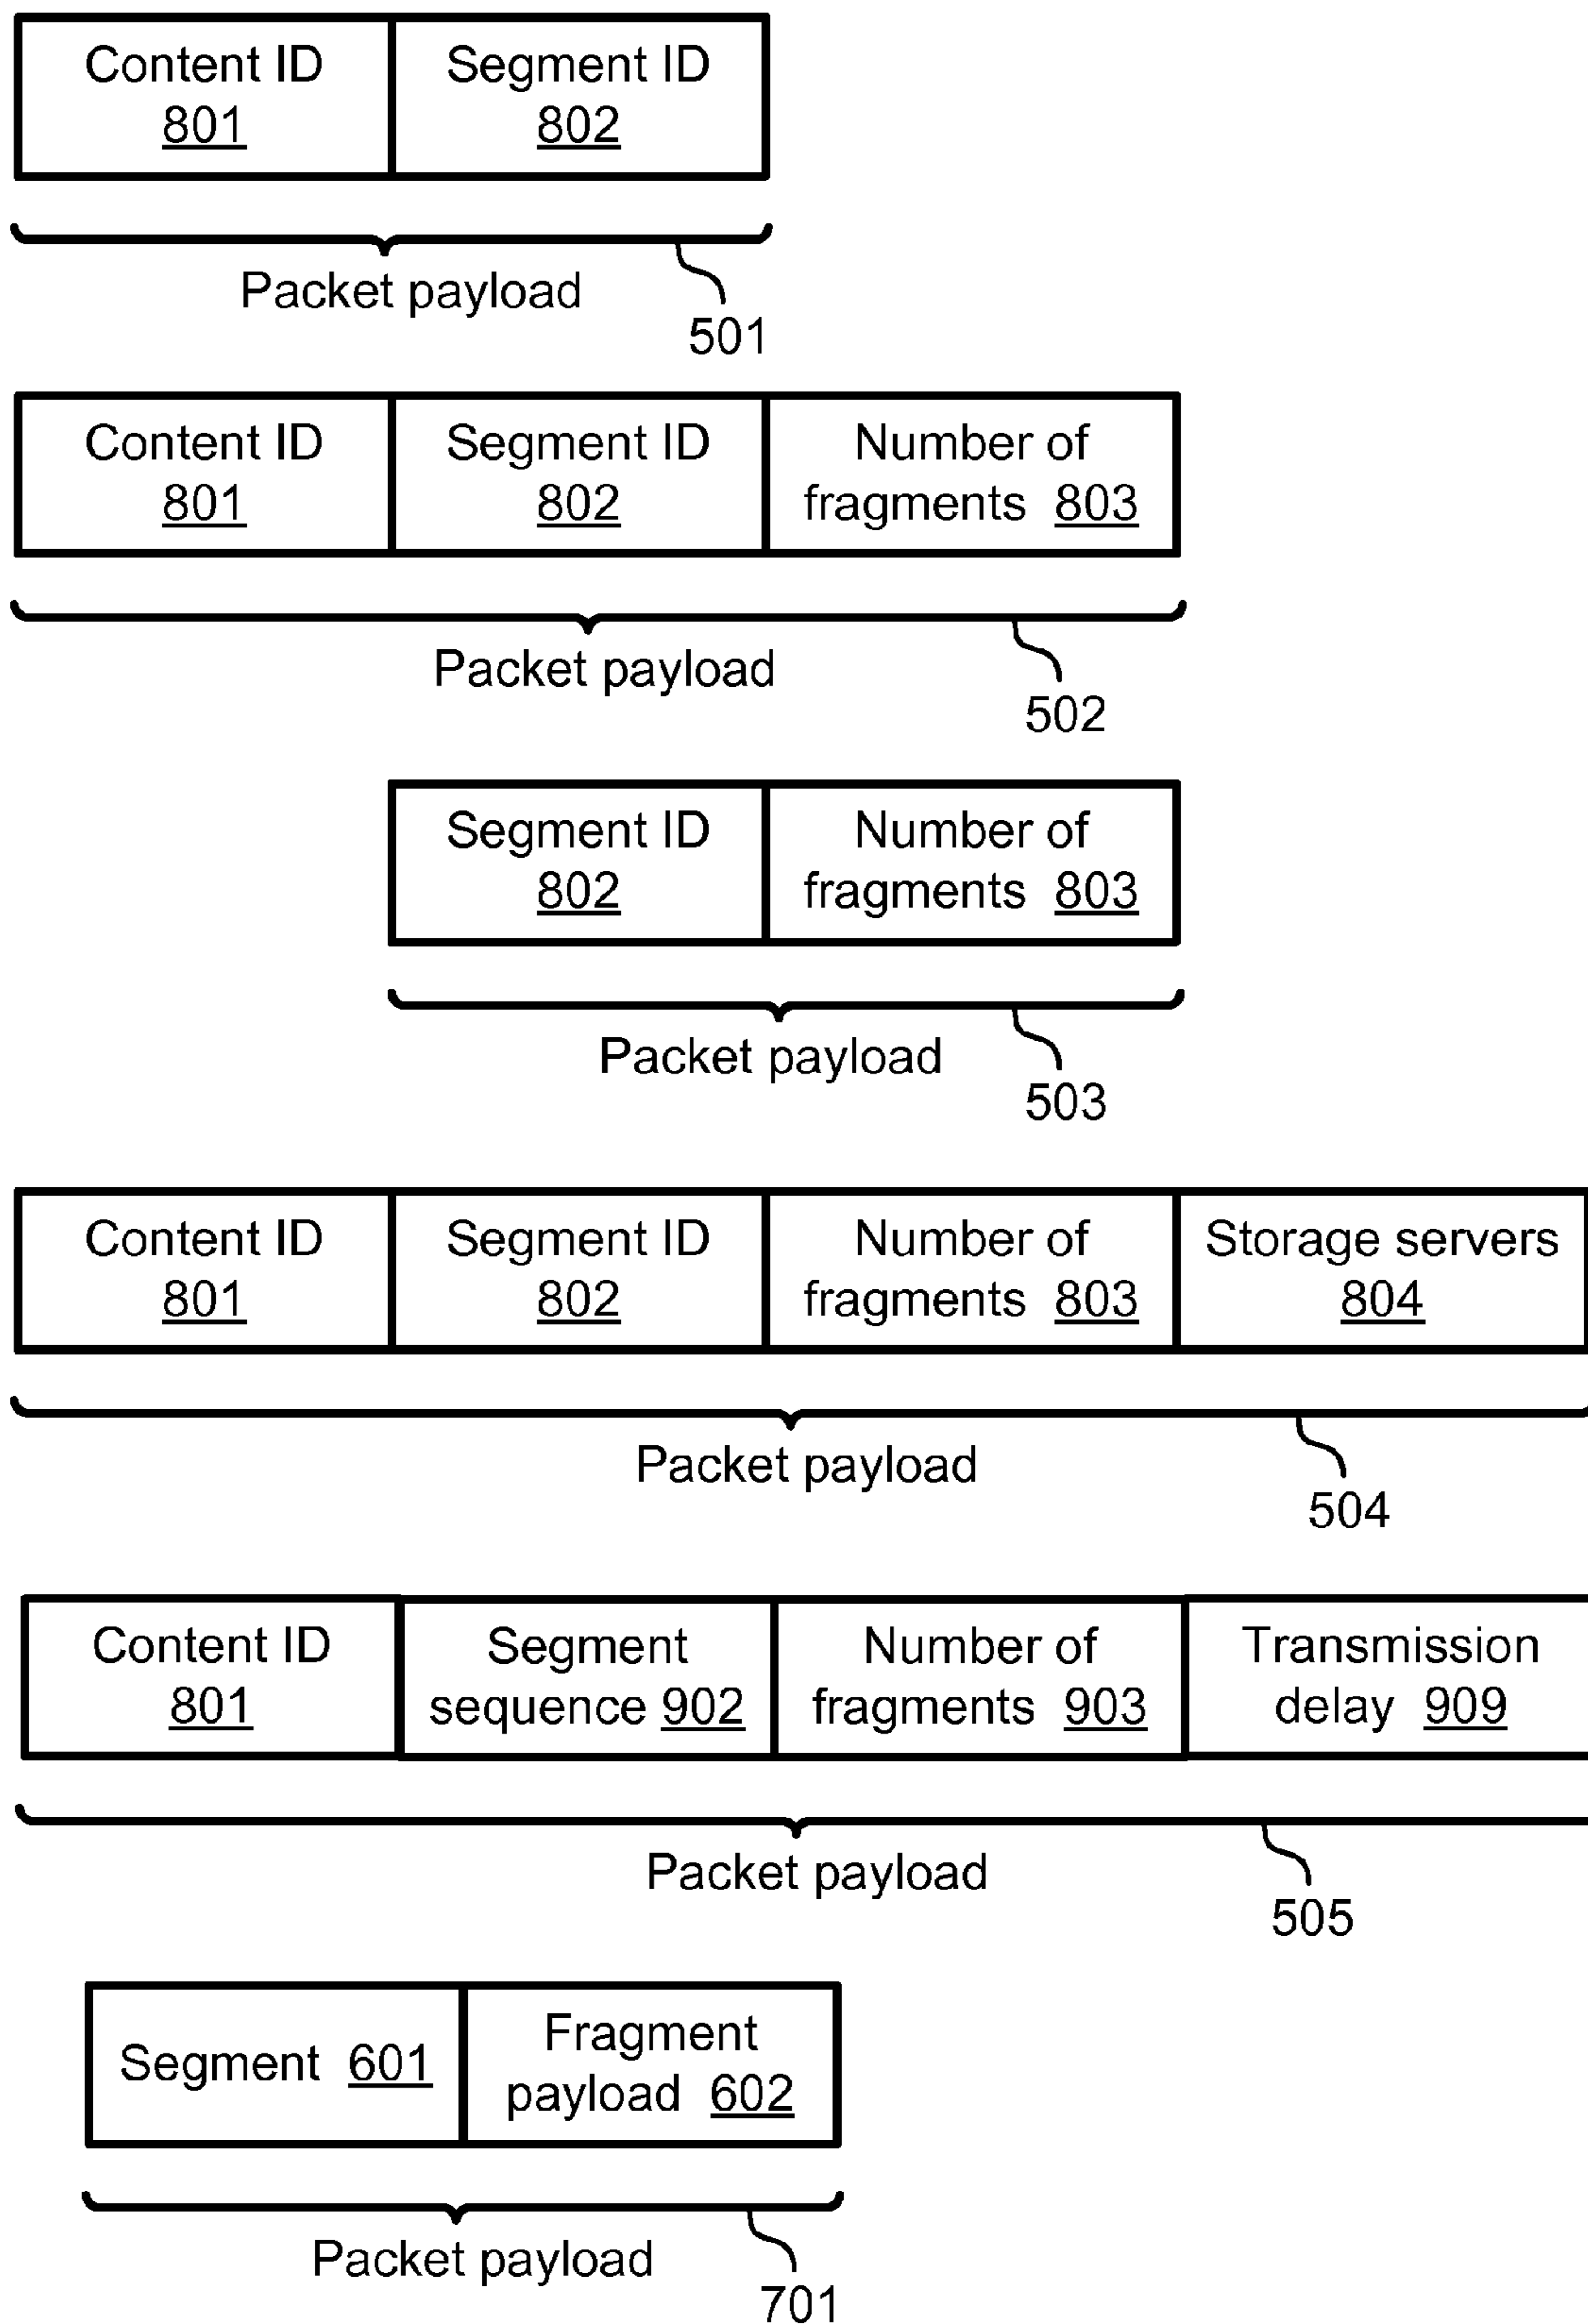 Content ID Segment ID
801 802
Packet payload
501
Content ID Segment ID Number of
801 802 fragments 803
Packet payload
502
Segment ID Number of
802 fragments 803
Packet payload
503
Content ID Segment ID Number of Storage servers
801 802 fragments 803 804
Packet payload
504
Content ID Segment Number of Transmission
801 sequence 902 fragments 903 delay 909
Packet payload
505
Segment 601 Fragment
payload 602
Packet payload
701